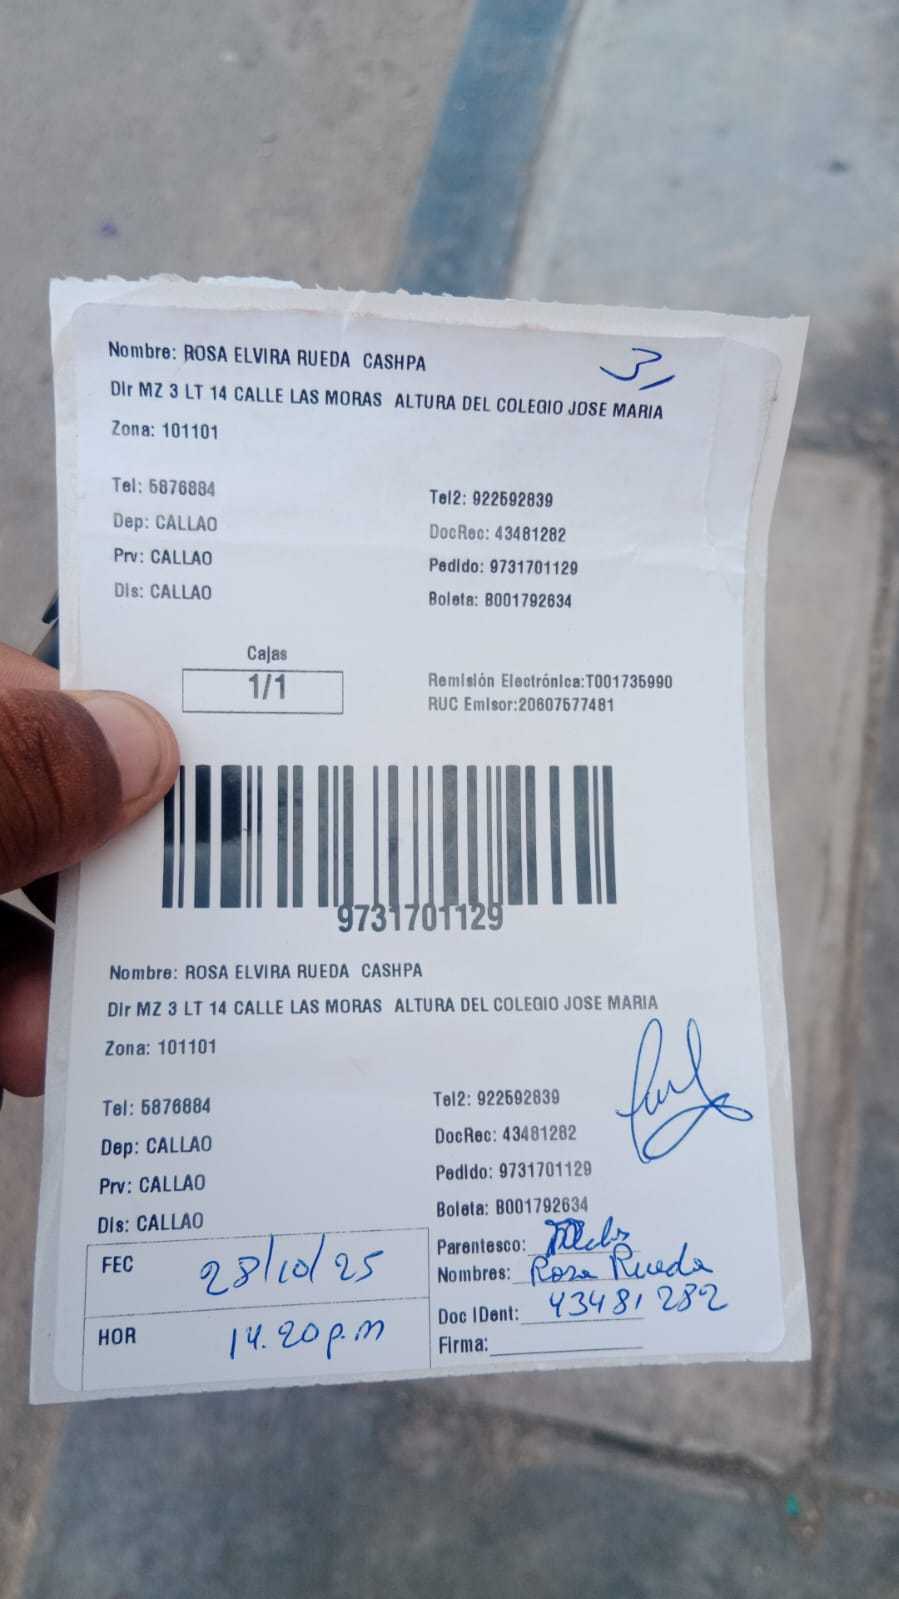 Nombre: ROSA ELVIRA RUEDA CASHPA
Dir MZ 3 LT 14 CALLE LAS MORAS ALTURA DEL COLEGIO JOSE MARIA
Zona: 101101
Tel: 5876884
Tel2: 922592839
Dep: CALLAO
DocRec: 43481282
Prv: CALLAO
Pedido: 9731701129
Dis: CALLAO
Boleta: B001792634
Cajas
1/1
Remisión Electrónica:T001735990
RUC Emisor:20607577481
9731701129
Nombre: ROSA ELVIRA RUEDA CASHPA
Dir MZ 3 LT 14 CALLE LAS MORAS ALTURA DEL COLEGIO JOSE MARIA
Zona: 101101
Tel: 5876884
Tel2: 922592839
Dep: CALLAO
DocRec: 43481282
Prv: CALLAO
Pedido: 9731701129
Dis: CALLAO
Boleta: B001792634
FEC 28/10/25
Parentesco:
Nombres: Rosa Rueda
HOR 14.20 p.m
Doc IDent: 43481282
Firma: